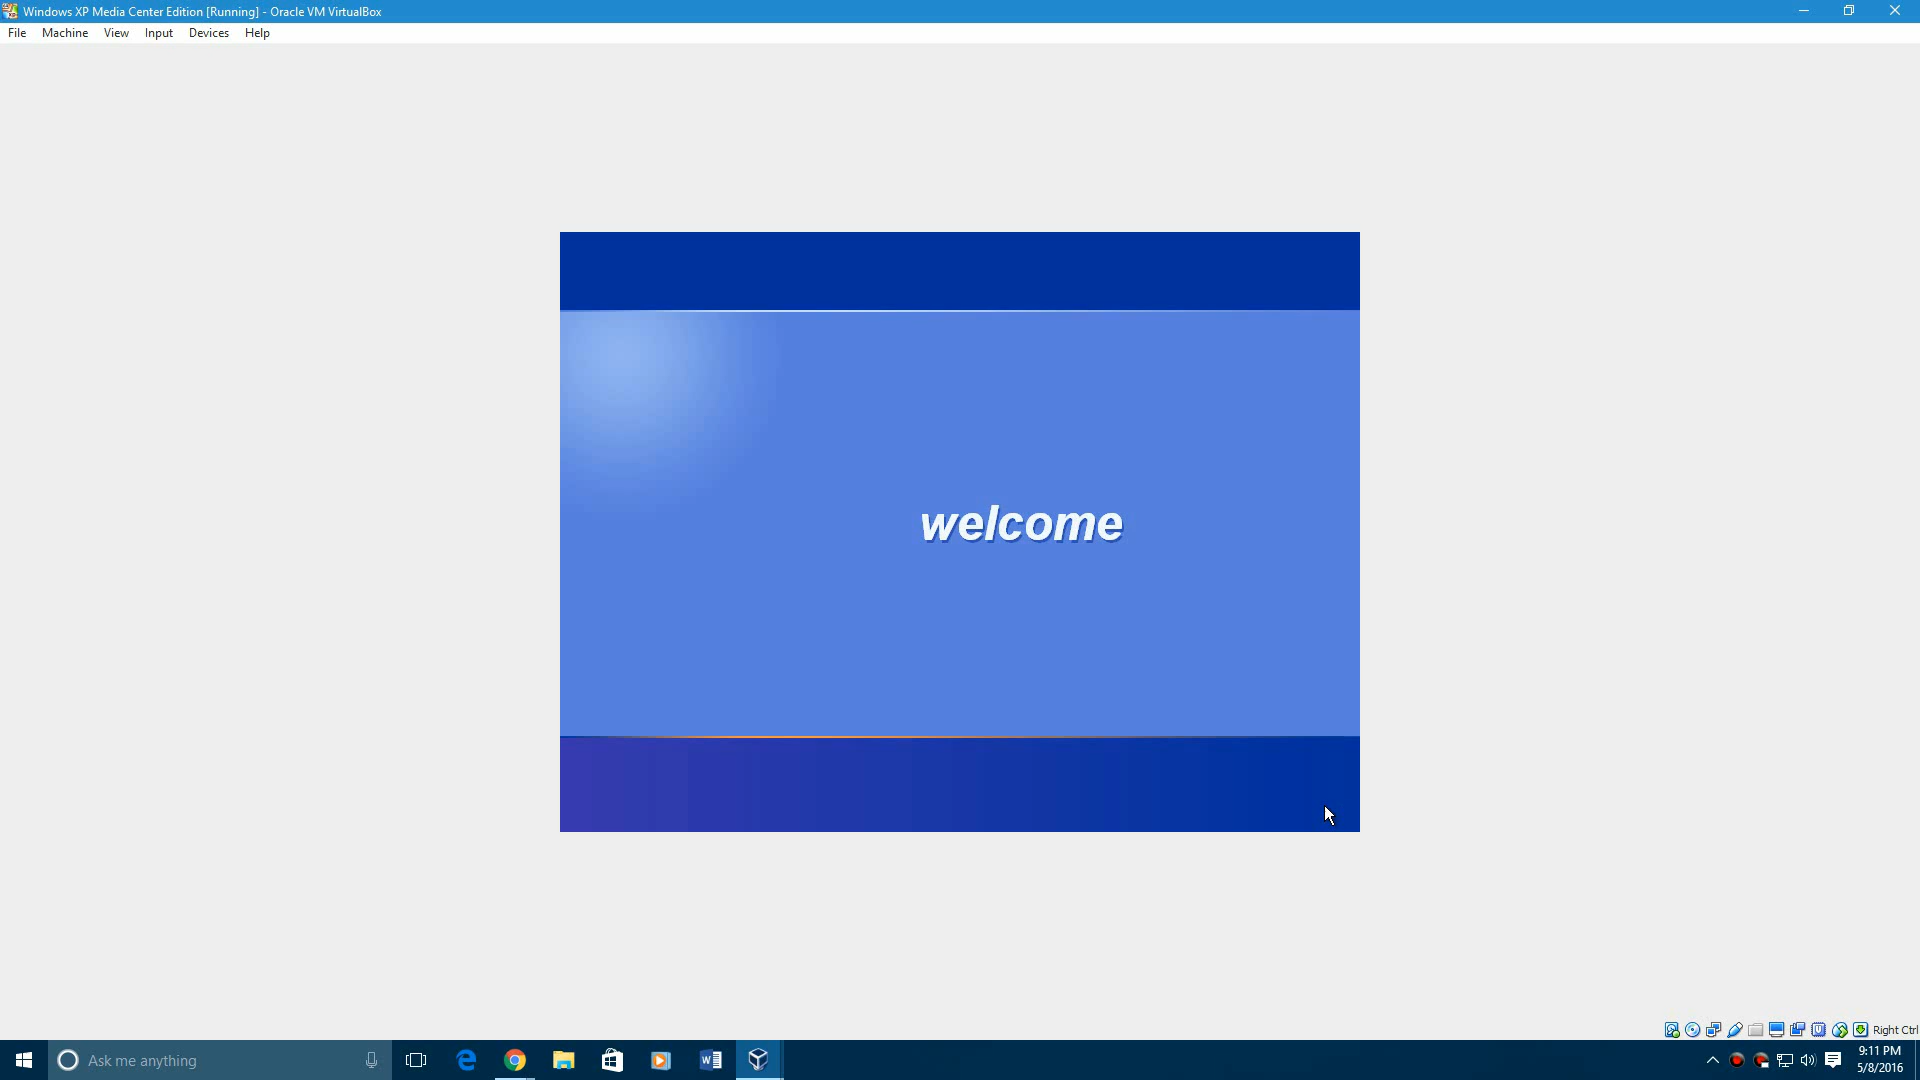 Windows XP Media Center Edition [Running] - Oracle VM VirtualBox
File Machine View Input Devices Help
welcome
Right Ctrl
Ask me anything
9:11 PM
5/8/2016